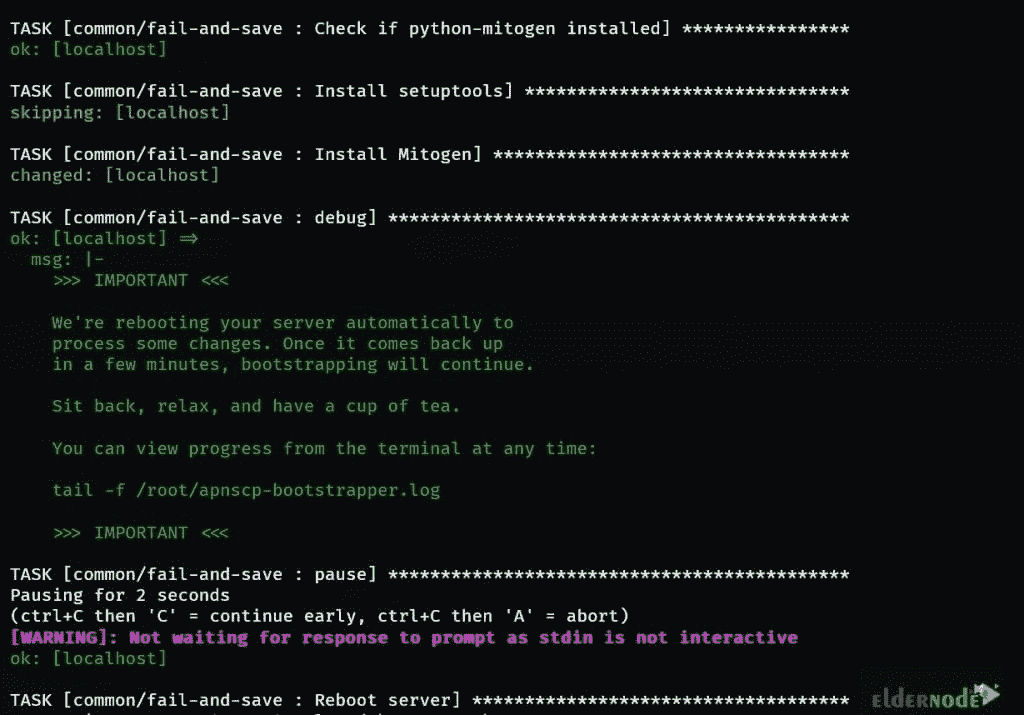 TASK [common/fail-and-save : Check if python-mitogen installed] ****************
ok: [localhost]
TASK [common/fail-and-save : Install setuptools] *******************************
skipping: [localhost]
TASK [common/fail-and-save : Install Mitogen] **********************************
changed: [localhost]
TASK [common/fail-and-save : debug] ********************************************
ok: [localhost] =>
msg: |-
>>> IMPORTANT <<<
We're rebooting your server automatically to
process some changes. Once it comes back up
in a few minutes, bootstrapping will continue.
Sit back, relax, and have a cup of tea.
You can view progress from the terminal at any time:
tail -f /root/apnscp-bootstrapper.log
>>> IMPORTANT <<<
TASK [common/fail-and-save : pause] ********************************************
Pausing for 2 seconds
(ctrl+C then 'C' = continue early, ctrl+C then 'A' = abort)
[WARNING]: Not waiting for response to prompt as stdin is not interactive
ok: [localhost]
TASK [common/fail-and-save : Reboot server] ************************************
eldernode